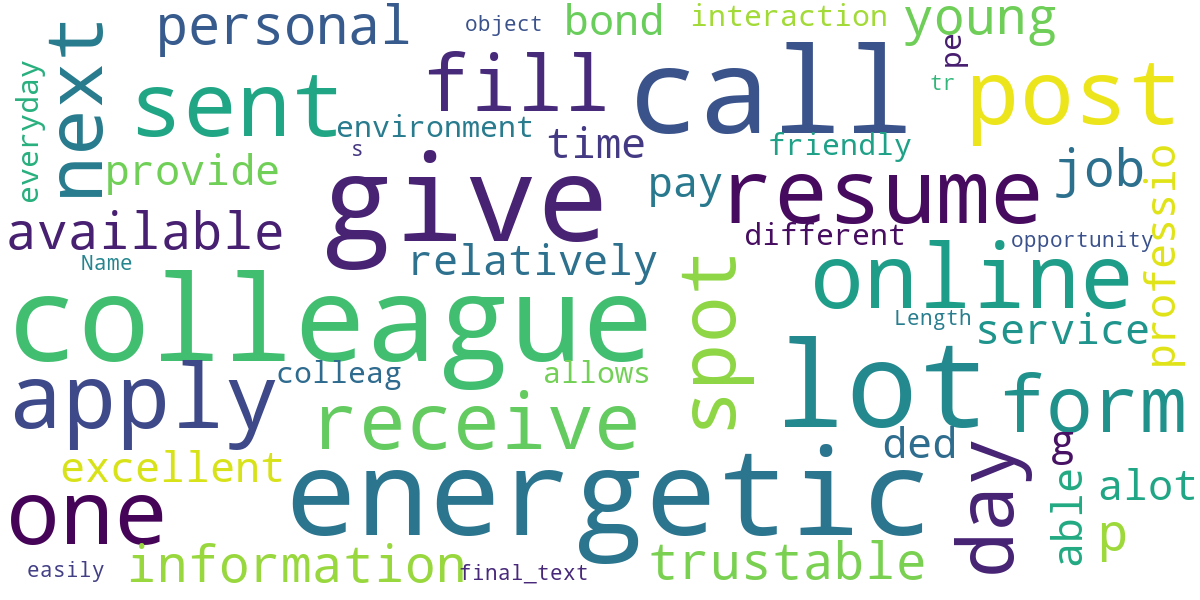 personal
object
bond
interaction
young
next
everyday
sent
fill
call
pe
tr
post
environment
s
time
friendly
provide
give
pay
resume
job
professio
available
Name
relatively
different
opportunity
colleague
spot
online
Length
service
apply
colleag
allows
lot
receive
form
ded
g
excellent
energetic
day
able
alot
one
p
easily
information
final_text
trustable